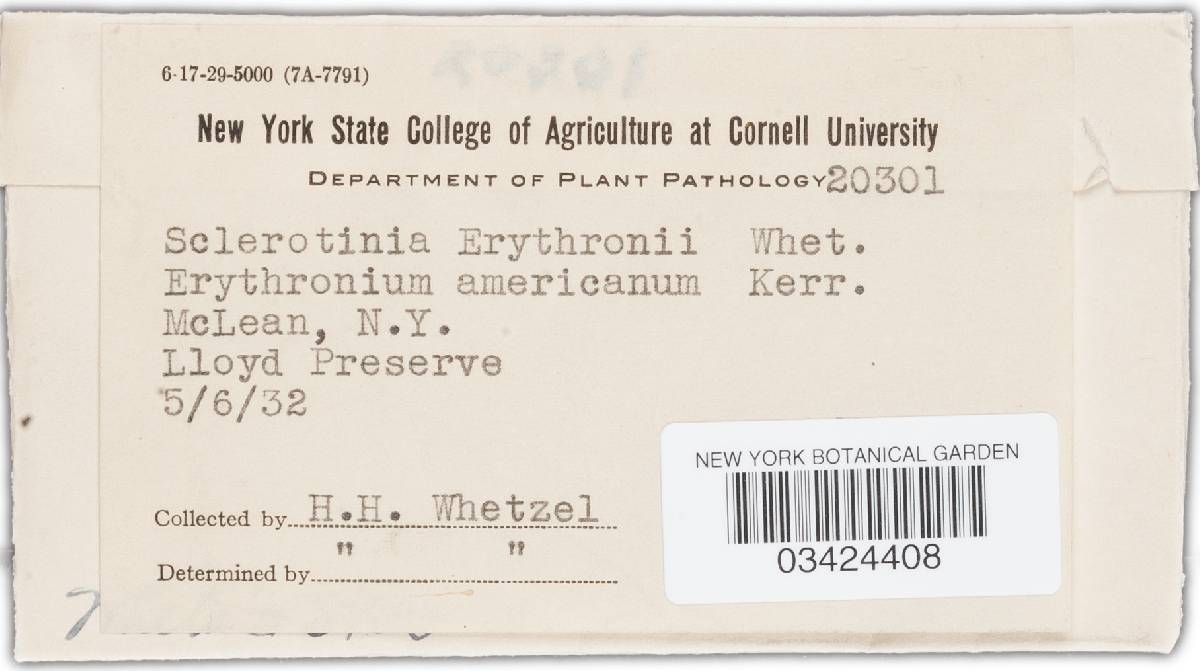 6-17-29-5000 (7A-7791)
New York State College of Agriculture at Cornell University
DEPARTMENT OF PLANT PATHOLOGY 20301
Sclerotinia Erythronii Whet.
Erythronium americanum Kerr.
McLean, N.Y.
Lloyd Preserve
5/6/32
Collected by H.H. Whetzel
" "
Determined by
NEW YORK BOTANICAL GARDEN
03424408